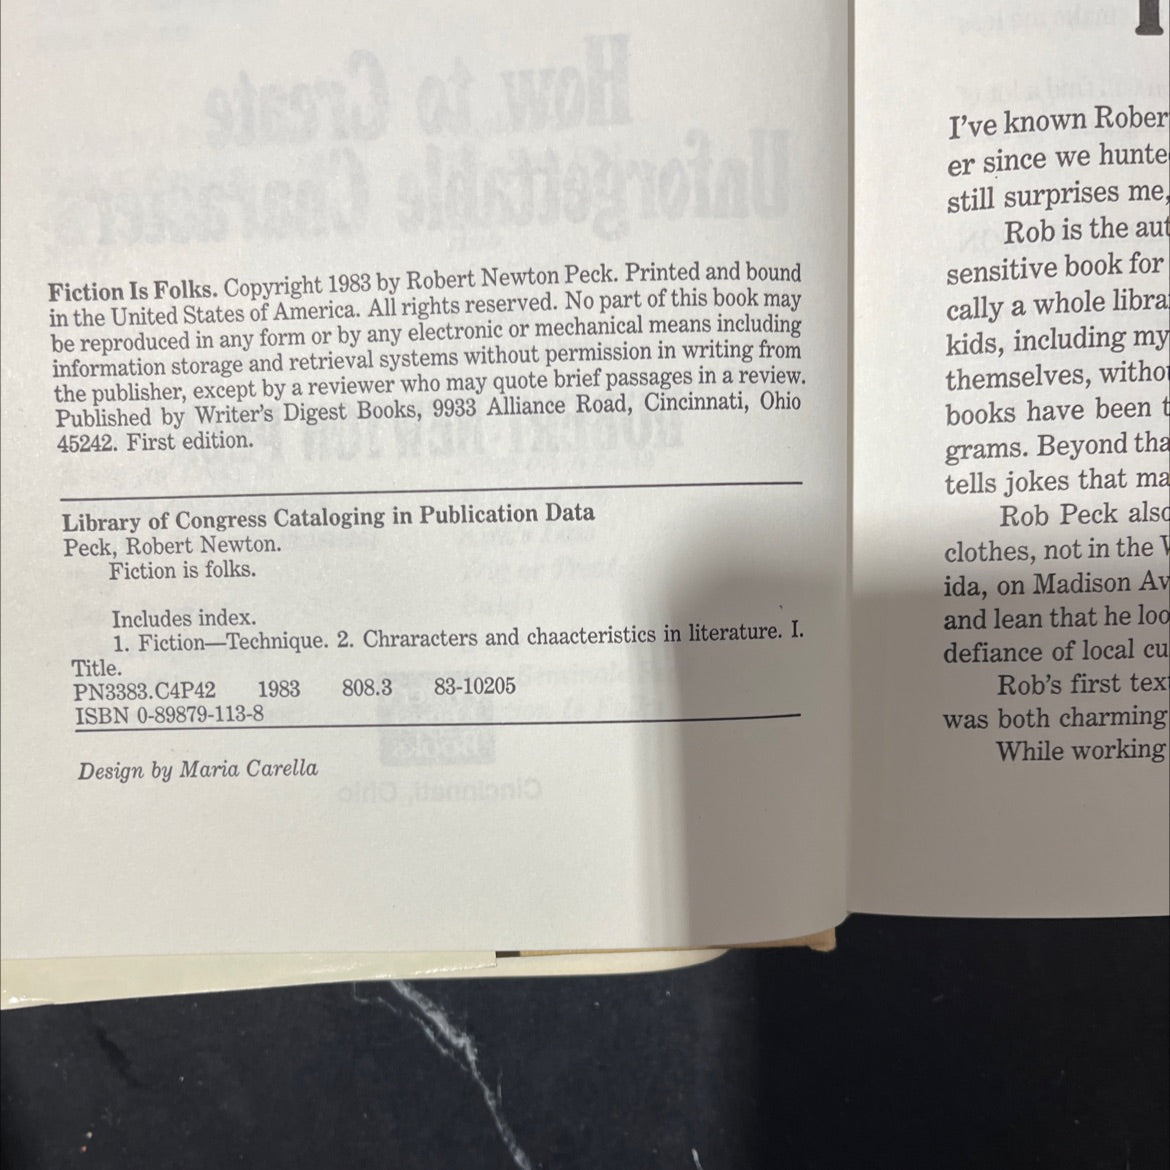 Fiction Is Folks. Copyright 1983 by Robert Newton Peck. Printed and bound
in the United States of America. All rights reserved. No part of this book may
be reproduced in any form or by any electronic or mechanical means including
information storage and retrieval systems without permission in writing from
the publisher, except by a reviewer who may quote brief passages in a review.
Published by Writer's Digest Books, 9933 Alliance Road, Cincinnati, Ohio
45242. First edition.
Library of Congress Cataloging in Publication Data
Peck, Robert Newton.
Fiction is folks.
Includes index.
1. Fiction—Technique. 2. Chraracters and chaacteristics in literature. I.
Title.
PN3383.C4P42 1983 808.3 83-10205
ISBN 0-89879-113-8
Design by Maria Carella
I've known Rober
er since we hunte
still surprises me,
Rob is the aut
sensitive book for
cally a whole libra
kids, including my
themselves, withou
books have been t
grams. Beyond tha
tells jokes that ma
Rob Peck also
clothes, not in the
ida, on Madison Av
and lean that he loo
defiance of local cu
Rob's first text
was both charming
While working